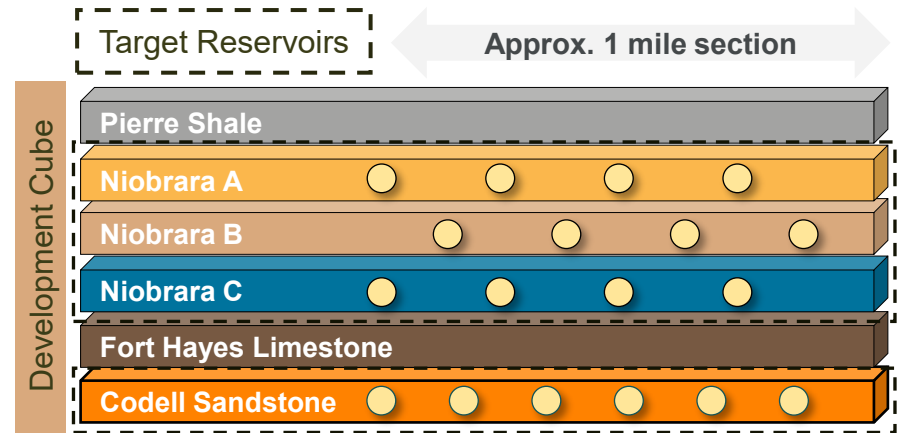 Target Reservoirs
Approx. 1 mile section
Development Cube
Pierre Shale
Niobrara A
Niobrara B
Niobrara C
Fort Hayes Limestone
Codell Sandstone